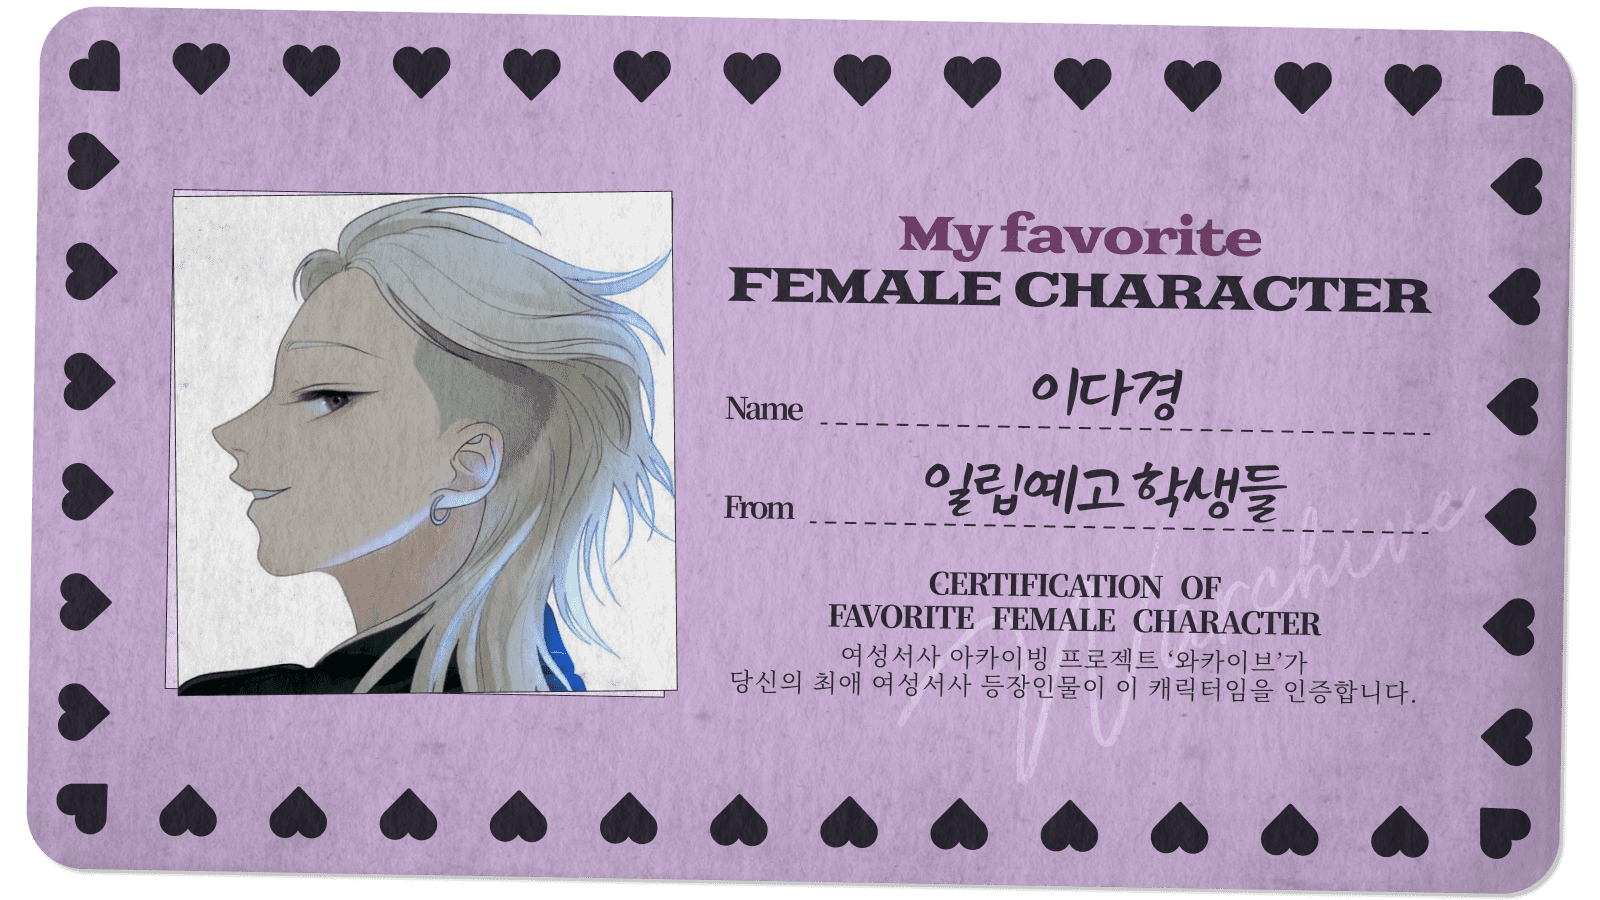 My favorite
FEMALE CHARACTER
Name 이다경
From 일립예고 학생들
CERTIFICATION OF
FAVORITE FEMALE CHARACTER
여성서사 아카이빙 프로젝트 ‘와카이브’가
당신의 최애 여성서사 등장인물이 이 캐릭터임을 인증합니다.
Warchive